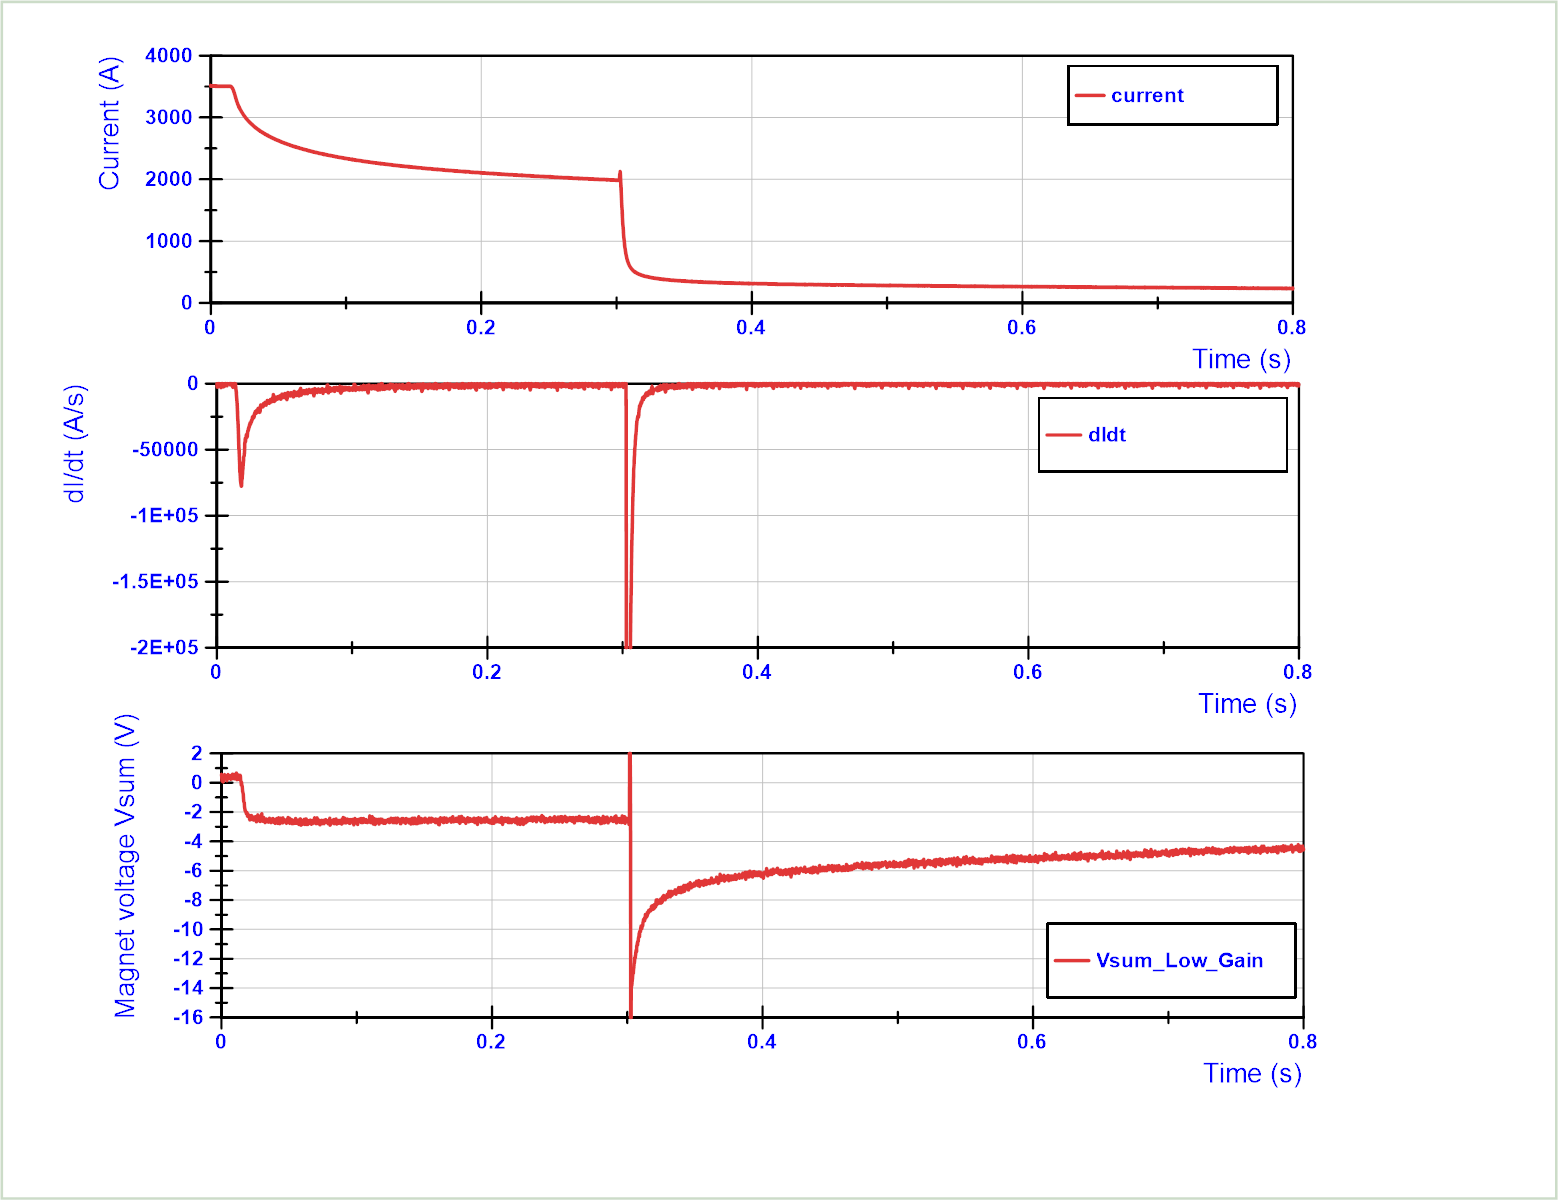 Current (A)
4000
3000
2000
1000
0
current
0 0.2 0.4 0.6 0.8
Time (s)
dI/dt (A/s)
0
-50000
-1E+05
-1.5E+05
-2E+05
dIdt
0 0.2 0.4 0.6 0.8
Time (s)
Magnet voltage Vsum (V)
2
0
-2
-4
-6
-8
-10
-12
-14
-16
Vsum_Low_Gain
0 0.2 0.4 0.6 0.8
Time (s)